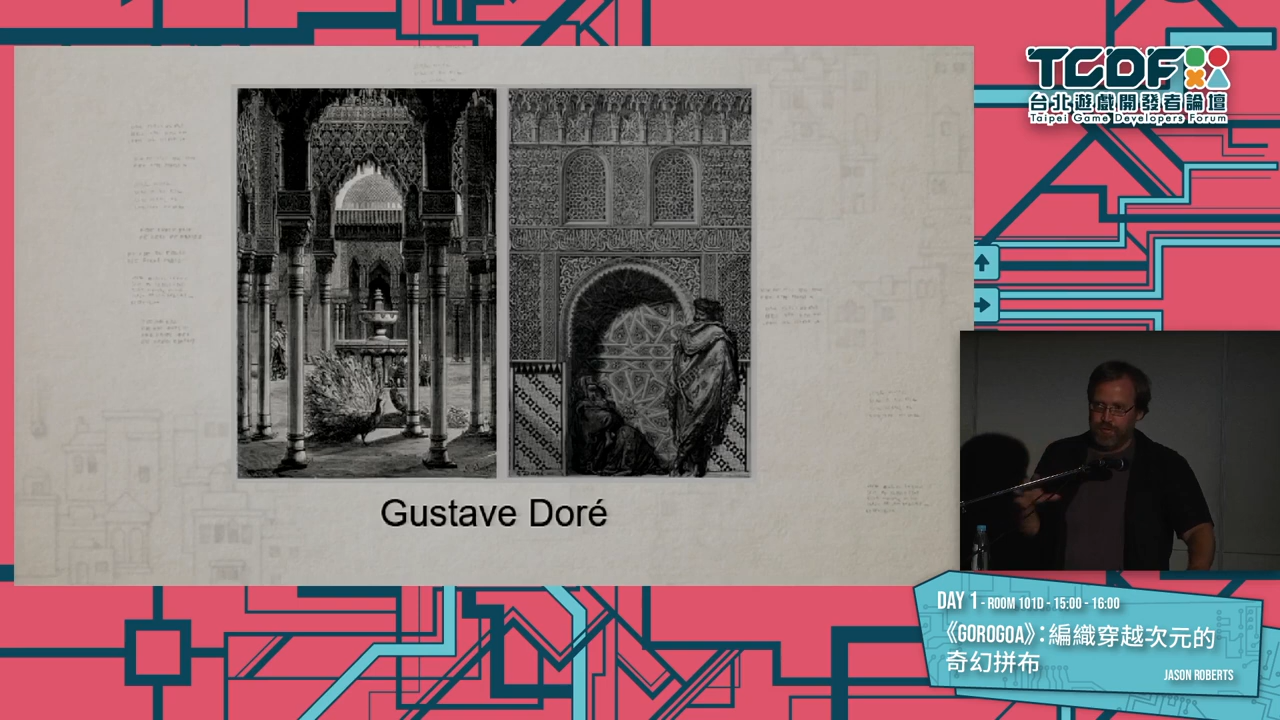 TGDF
台北遊戲開發者論壇
Taipei Game Developers Forum
Gustave Doré
DAY 1 - ROOM 101D - 15:00 - 16:00
《GOROGOA》：編織穿越次元的
奇幻拼布
JASON ROBERTS